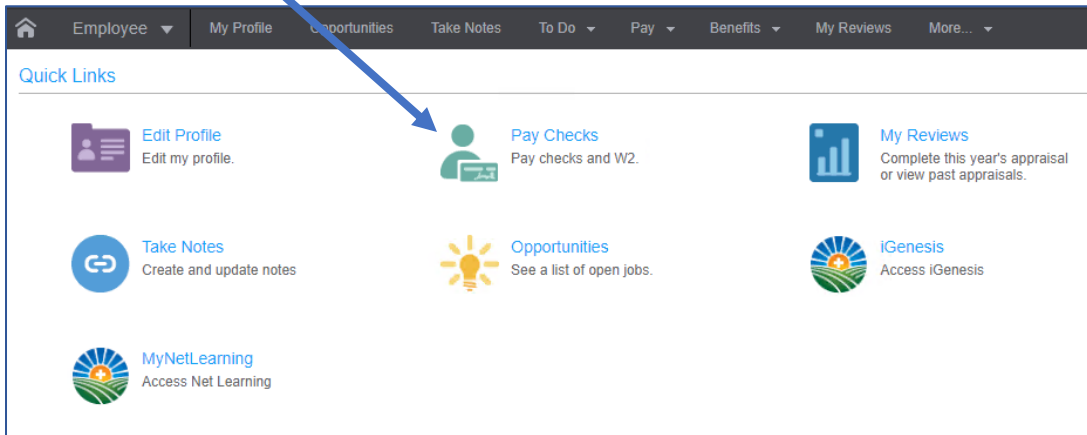 Employee My Profile Opportunities Take Notes To Do Pay Benefits My Reviews More...
Quick Links
Edit Profile
Edit my profile.
Pay Checks
Pay checks and W2.
My Reviews
Complete this year's appraisal
or view past appraisals.
Take Notes
Create and update notes
Opportunities
See a list of open jobs.
iGenesis
Access iGenesis
MyNetLearning
Access Net Learning